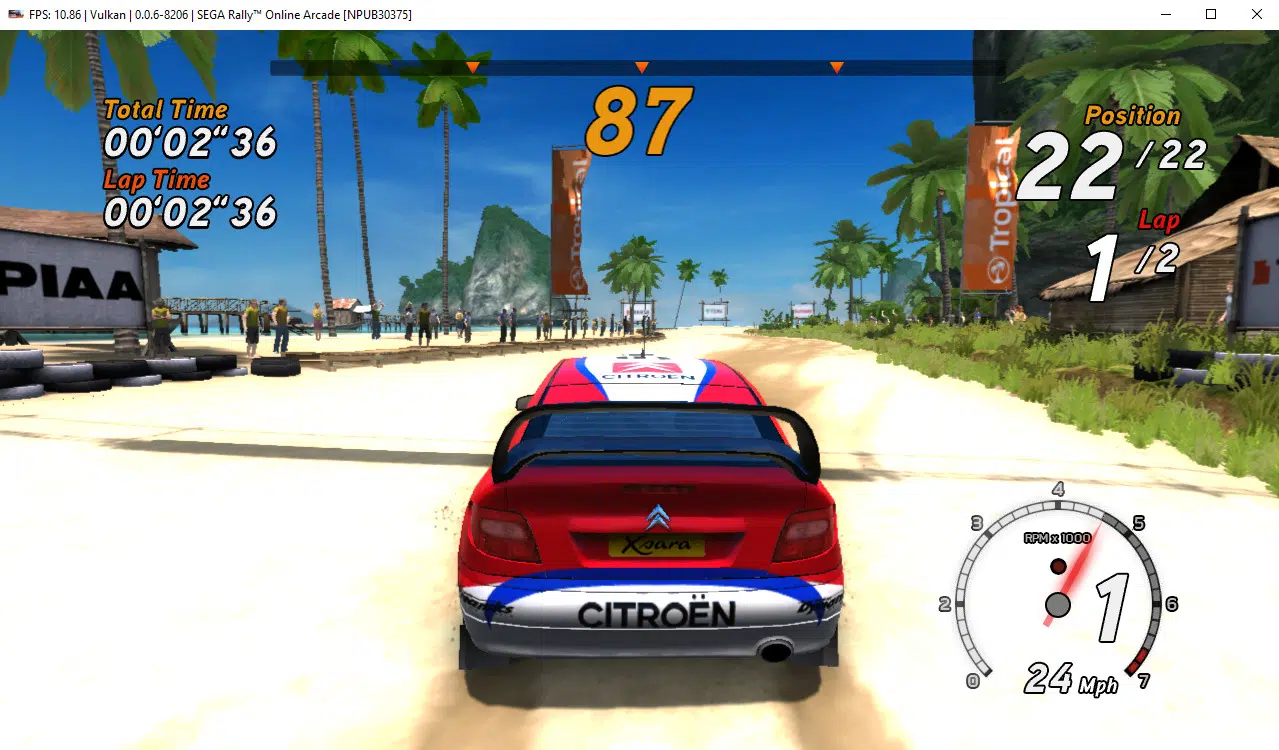 FPS: 10.86 | Vulkan | 0.0.6-8206 | SEGA Rally™ Online Arcade [NPUB30375]
Total Time
00'02"36
Lap Time
00'02"36
87
Position
22/22
Lap
1/2
Tropical
Tropical
PIAA
CITROËN
Xsara
CITROËN
4
3
5
RPM x 1000
2
6
1
0
7
24 Mph